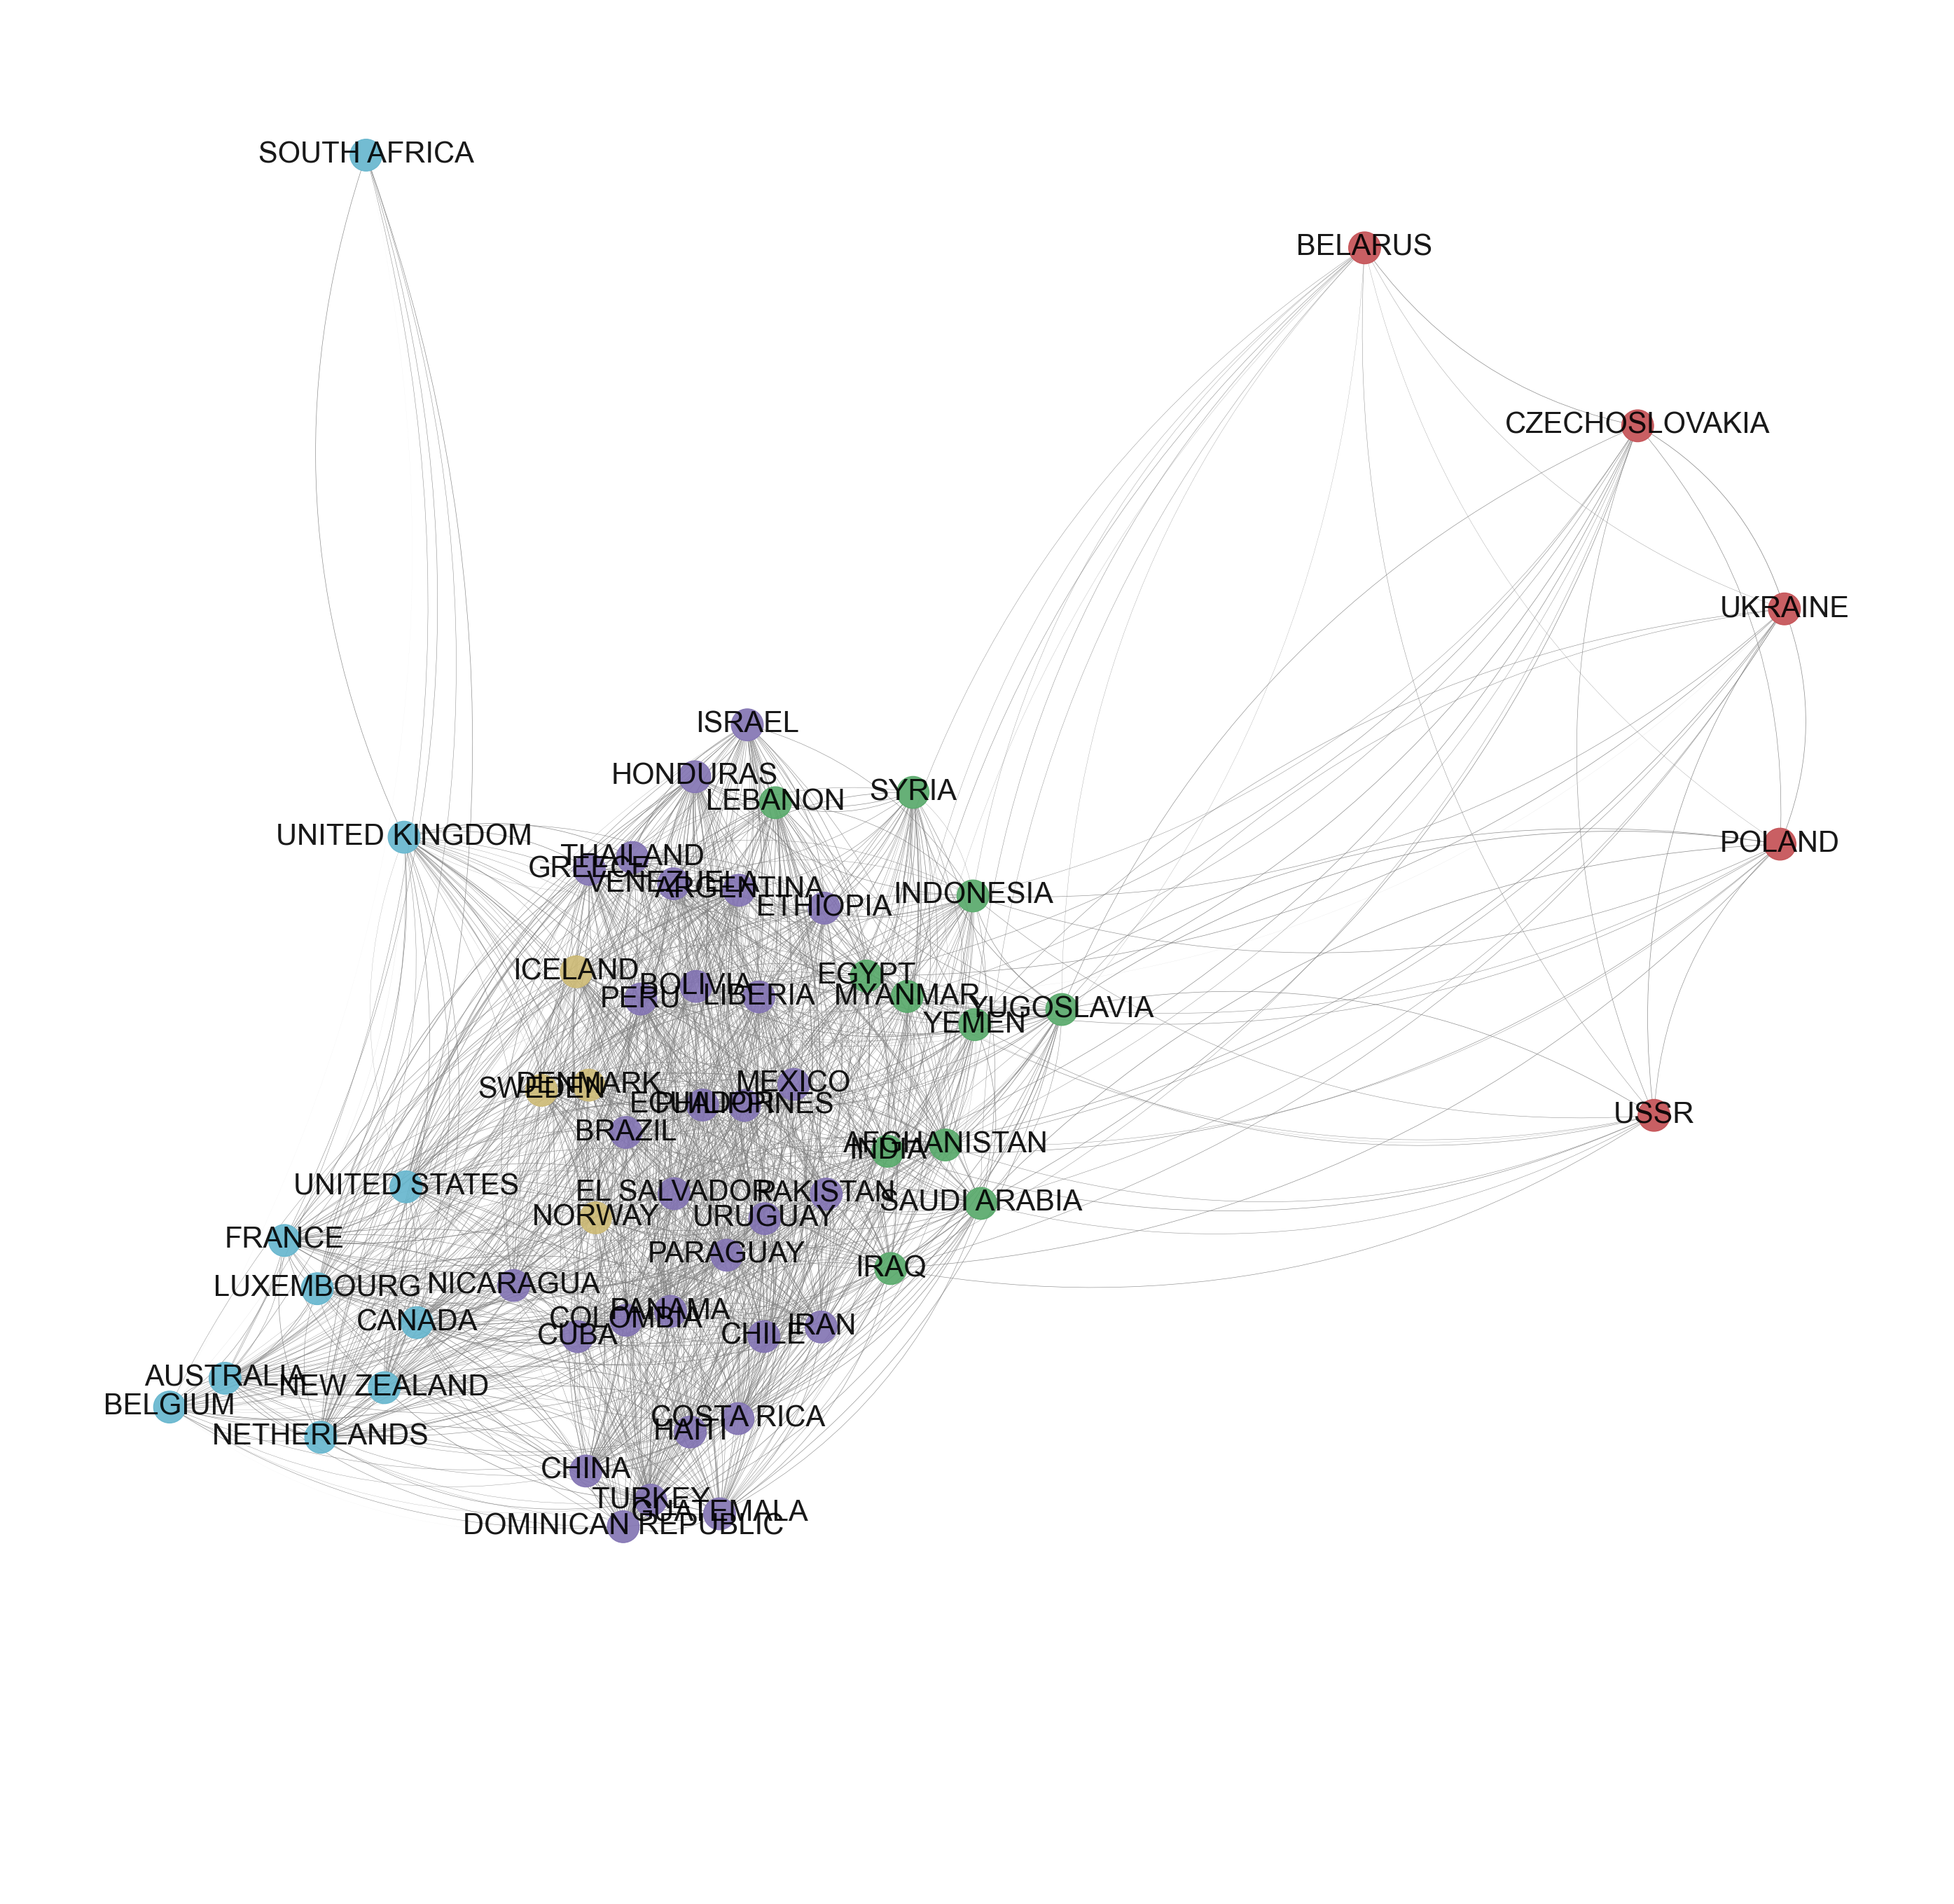 SOUTH AFRICA
BELARUS
CZECHOSLOVAKIA
UKRAINE
ISRAEL
HONDURAS
SYRIA
LEBANON
UNITED KINGDOM
POLAND
THAILAND
GREECE
VENEZUELA
ARGENTINA
INDONESIA
ETHIOPIA
ICELAND
EGYPT
BOLIVIA
PERU
LIBERIA
MYANMAR
YUGOSLAVIA
YEMEN
DENMARK
MEXICO
SWEDEN
ECUADOR
PHILIPPINES
USSR
BRAZIL
AFGHANISTAN
INDIA
UNITED STATES
EL SALVADOR
PAKISTAN
SAUDI ARABIA
NORWAY
URUGUAY
FRANCE
PARAGUAY
IRAQ
LUXEMBOURG
NICARAGUA
PANAMA
CANADA
COLOMBIA
IRAN
CUBA
CHILE
AUSTRALIA
NEW ZEALAND
BELGIUM
COSTA RICA
NETHERLANDS
HAITI
CHINA
TURKEY
GUATEMALA
DOMINICAN REPUBLIC